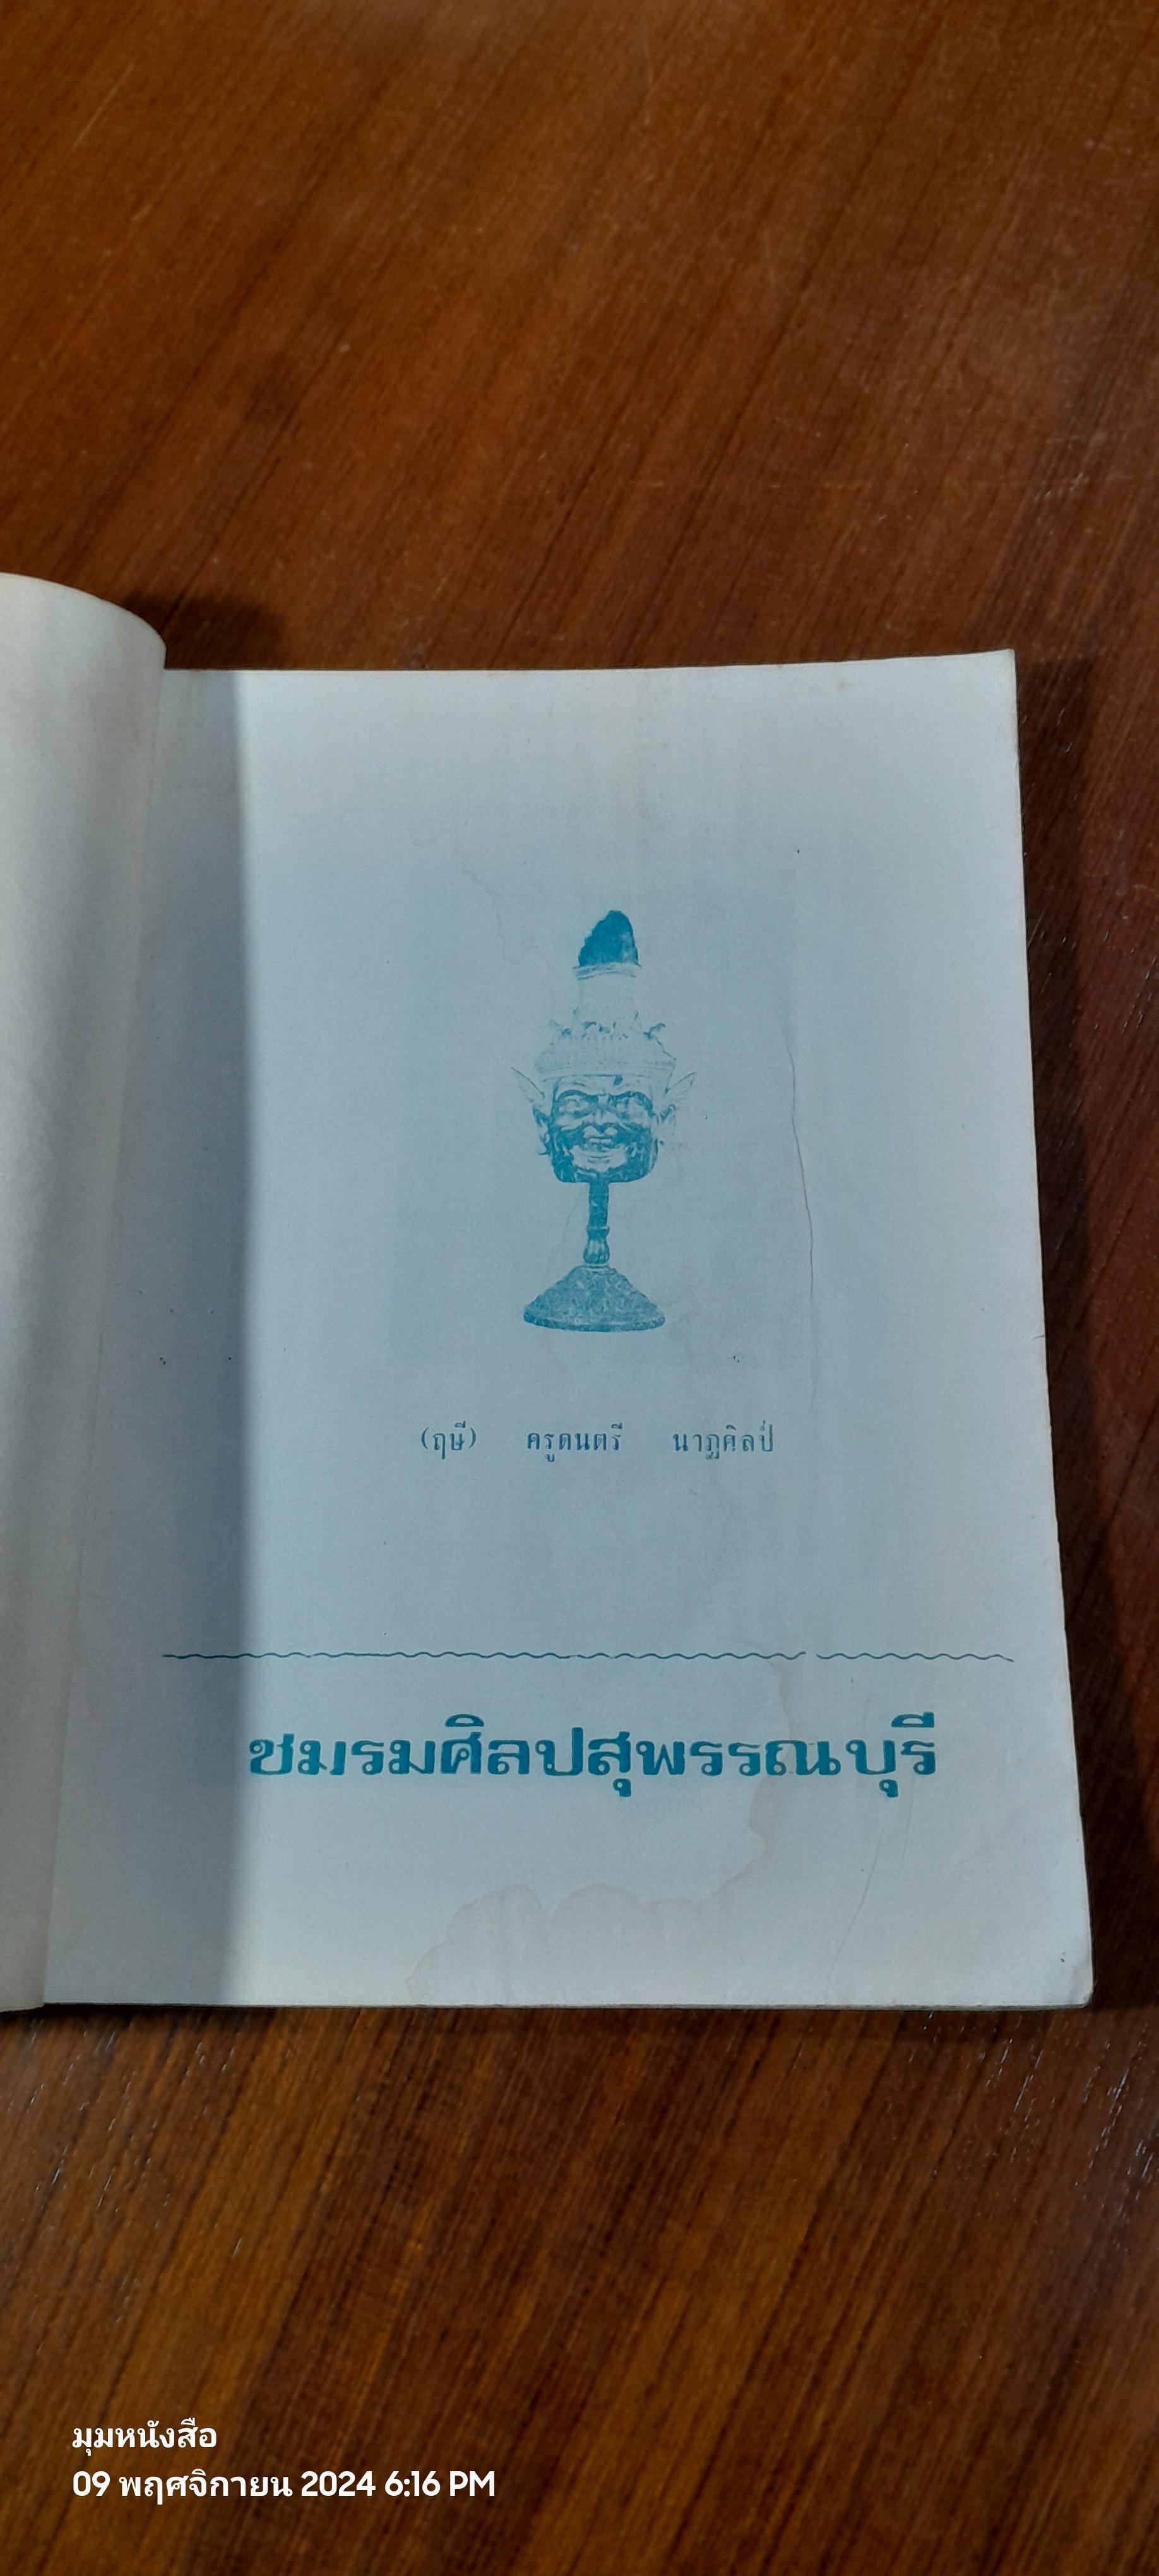 (ฤษี) ครูดนตรี นาฏศิลป์
ชมรมศิลปสุพรรณบุรี
มุมหนังสือ
09 พฤศจิกายน 2024 6:16 PM